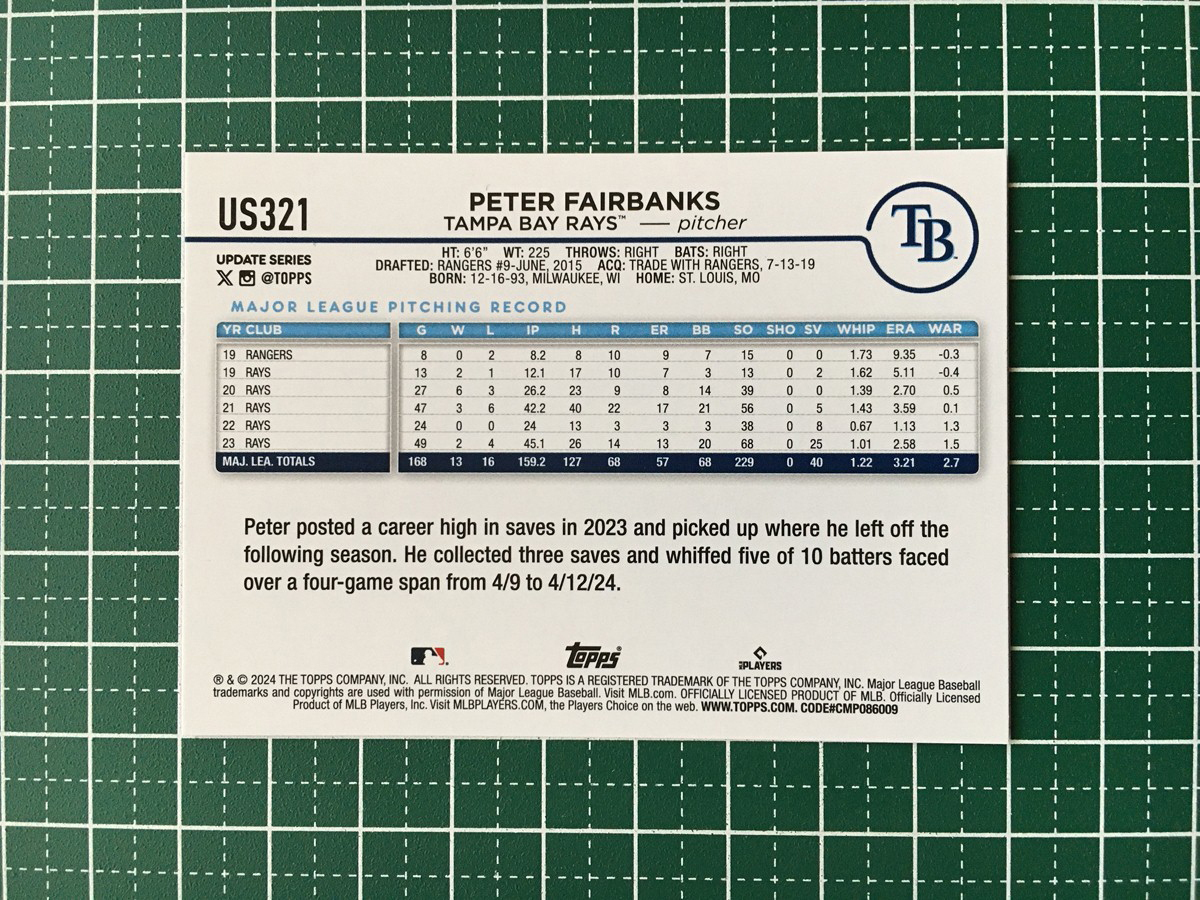 US321
PETER FAIRBANKS
TAMPA BAY RAYS™ — pitcher
TB
UPDATE SERIES
@TOPPS
HT: 6'6" WT: 225 THROWS: RIGHT BATS: RIGHT
DRAFTED: RANGERS #9-JUNE, 2015 ACQ: TRADE WITH RANGERS, 7-13-19
BORN: 12-16-93, MILWAUKEE, WI HOME: ST. LOUIS, MO
MAJOR LEAGUE PITCHING RECORD
YR CLUB G W L IP H R ER BB SO SHO SV WHIP ERA WAR
19 RANGERS 8 0 2 8.2 8 10 9 7 15 0 0 1.73 9.35 -0.3
19 RAYS 13 2 1 12.1 17 10 7 3 13 0 2 1.62 5.11 -0.4
20 RAYS 27 6 3 26.2 23 9 8 14 39 0 0 1.39 2.70 0.5
21 RAYS 47 3 6 42.2 40 22 17 21 56 0 5 1.43 3.59 0.1
22 RAYS 24 0 0 24 13 3 3 3 38 0 8 0.67 1.13 1.3
23 RAYS 49 2 4 45.1 26 14 13 20 68 0 25 1.01 2.58 1.5
MAJ. LEA. TOTALS 168 13 16 159.2 127 68 57 68 229 0 40 1.22 3.21 2.7
Peter posted a career high in saves in 2023 and picked up where he left off the
following season. He collected three saves and whiffed five of 10 batters faced
over a four-game span from 4/9 to 4/12/24.
topps®
PLAYERS
® & © 2024 THE TOPPS COMPANY, INC. ALL RIGHTS RESERVED. TOPPS IS A REGISTERED TRADEMARK OF THE TOPPS COMPANY, INC. Major League Baseball
trademarks and copyrights are used with permission of Major League Baseball. Visit MLB.com. OFFICIALLY LICENSED PRODUCT OF MLB. Officially Licensed
Product of MLB Players, Inc. Visit MLBPLAYERS.COM, the Players Choice on the web. WWW.TOPPS.COM. CODE#CMP086009